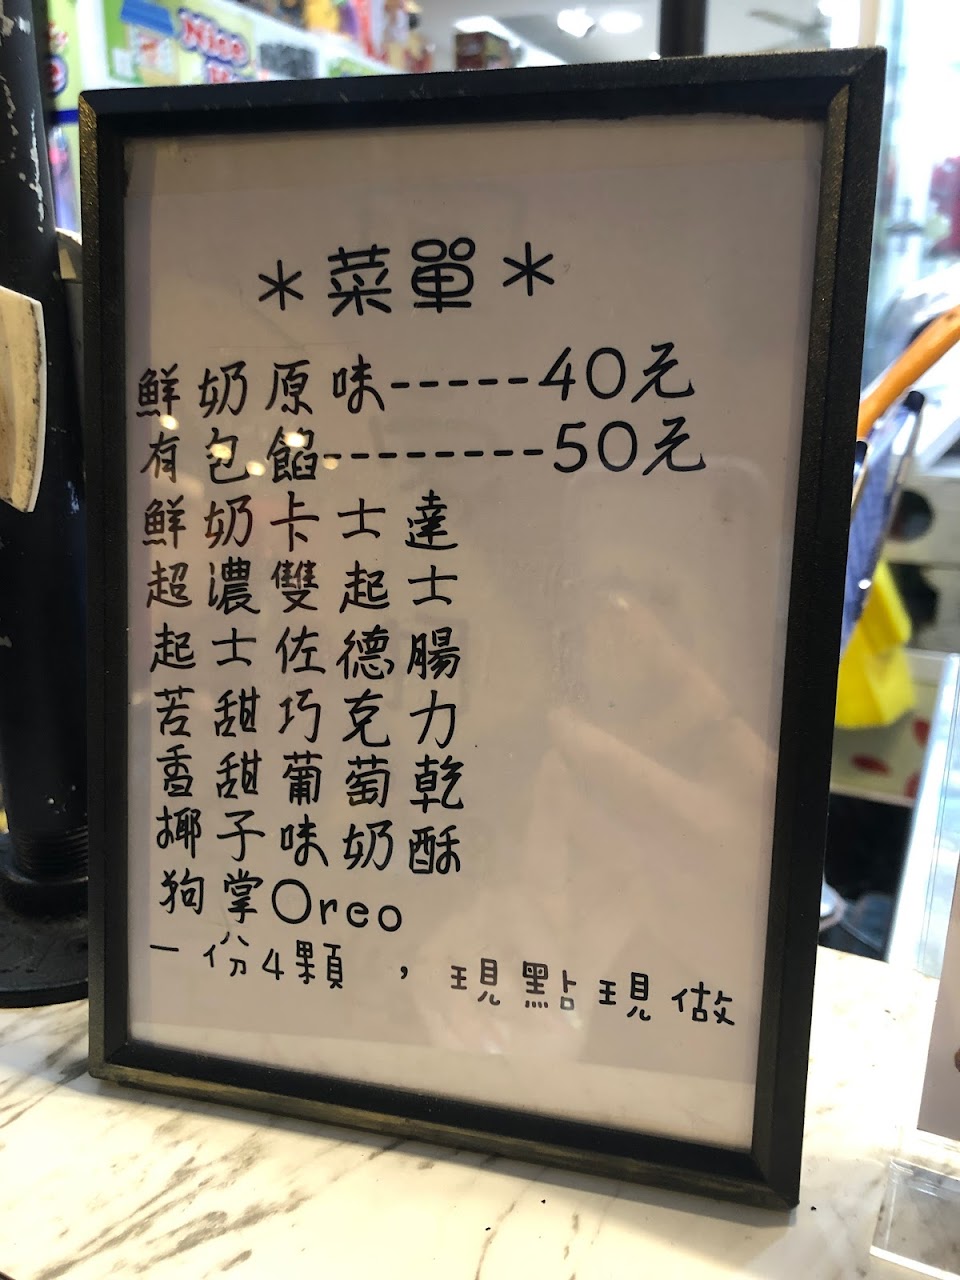 Nice
＊菜單＊
鮮奶原味-----40元
有包餡--------50元
鮮奶卡士達
超濃雙起士
起士佐德腸
苦甜巧克力
香甜葡萄乾
椰子味奶酥
狗掌Oreo
一份4顆，現點現做